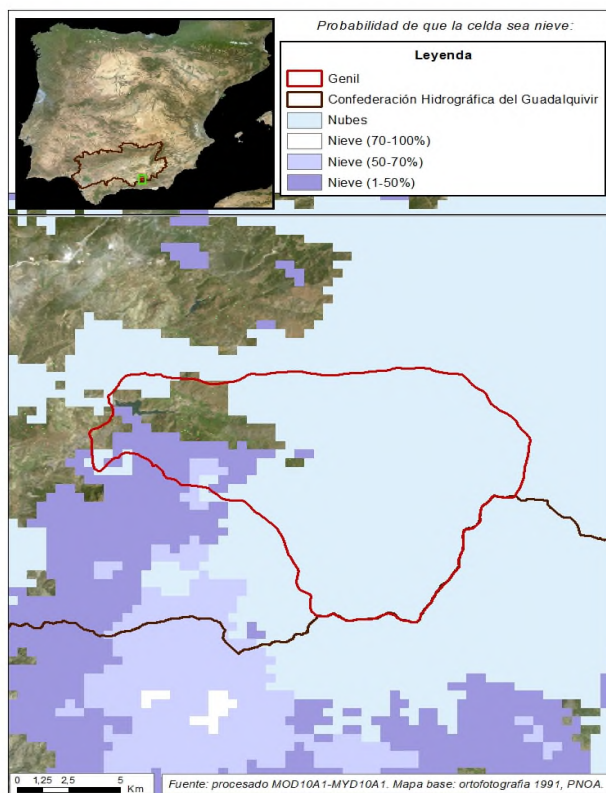 Probabilidad de que la celda sea nieve:
Leyenda
Genil
Confederación Hidrográfica del Guadalquivir
Nubes
Nieve (70-100%)
Nieve (50-70%)
Nieve (1-50%)
0 1,25 2,5 5
Km
Fuente: procesado MOD10A1-MYD10A1. Mapa base: ortofotografia 1991, PNOA.